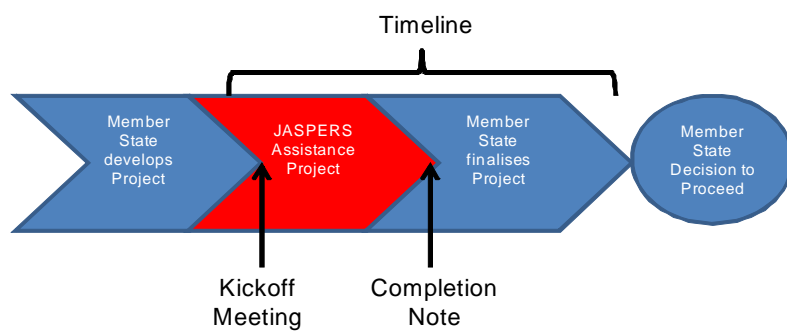 Timeline
Member
State
develops
Project
JASPERS
Assistance
Project
Member
State
finalises
Project
Member
State
Decision to
Proceed
Kickoff
Meeting
Completion
Note